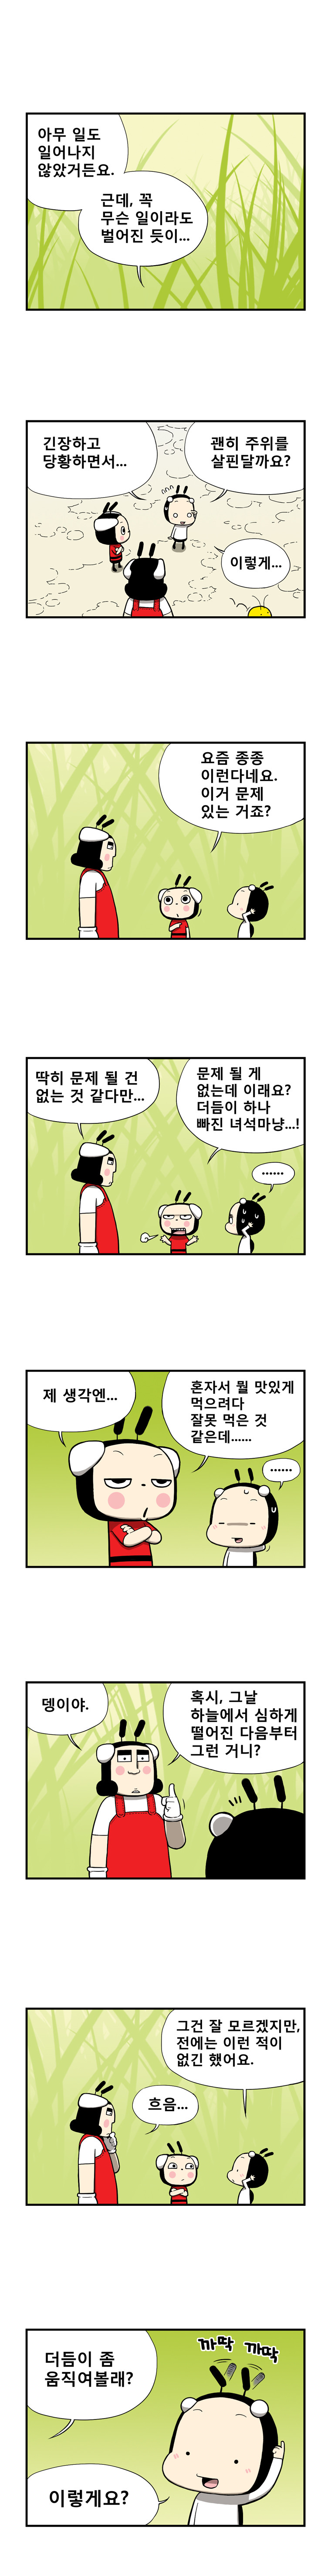 아무 일도
일어나지
않았거든요.
근데, 꼭
무슨 일이라도
벌어진 듯이...
긴장하고
당황하면서...
괜히 주위를
살핀달까요?
이렇게...
요즘 종종
이런다네요.
이거 문제
있는 거죠?
딱히 문제 될 건
없는 것 같다만...
문제 될 게
없는데 이래요?
더듬이 하나
빠진 녀석마냥...!
......
제 생각엔...
혼자서 뭘 맛있게
먹으려다
잘못 먹은 것
같은데......
......
뎅이야.
혹시, 그날
하늘에서 심하게
떨어진 다음부터
그런 거니?
그건 잘 모르겠지만,
전에는 이런 적이
없긴 했어요.
흐음...
까딱 까딱
더듬이 좀
움직여볼래?
이렇게요?